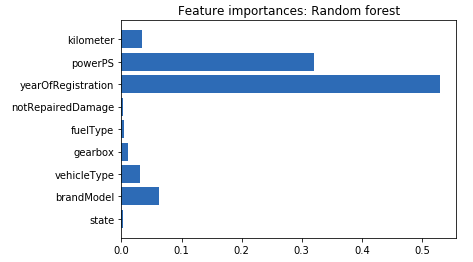 Feature importances: Random forest
kilometer
powerPS
yearOfRegistration
notRepairedDamage
fuelType
gearbox
vehicleType
brandModel
state
0.0 0.1 0.2 0.3 0.4 0.5